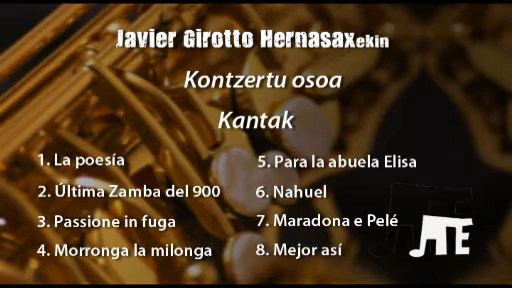 Javier Girotto Hernasaxekin
Kontzertu osoa
Kantak
1. La poesía
2. Última Zamba del 900
3. Passione in fuga
4. Morronga la milonga
5. Para la abuela Elisa
6. Nahuel
7. Maradona e Pelé
8. Mejor así
JTE